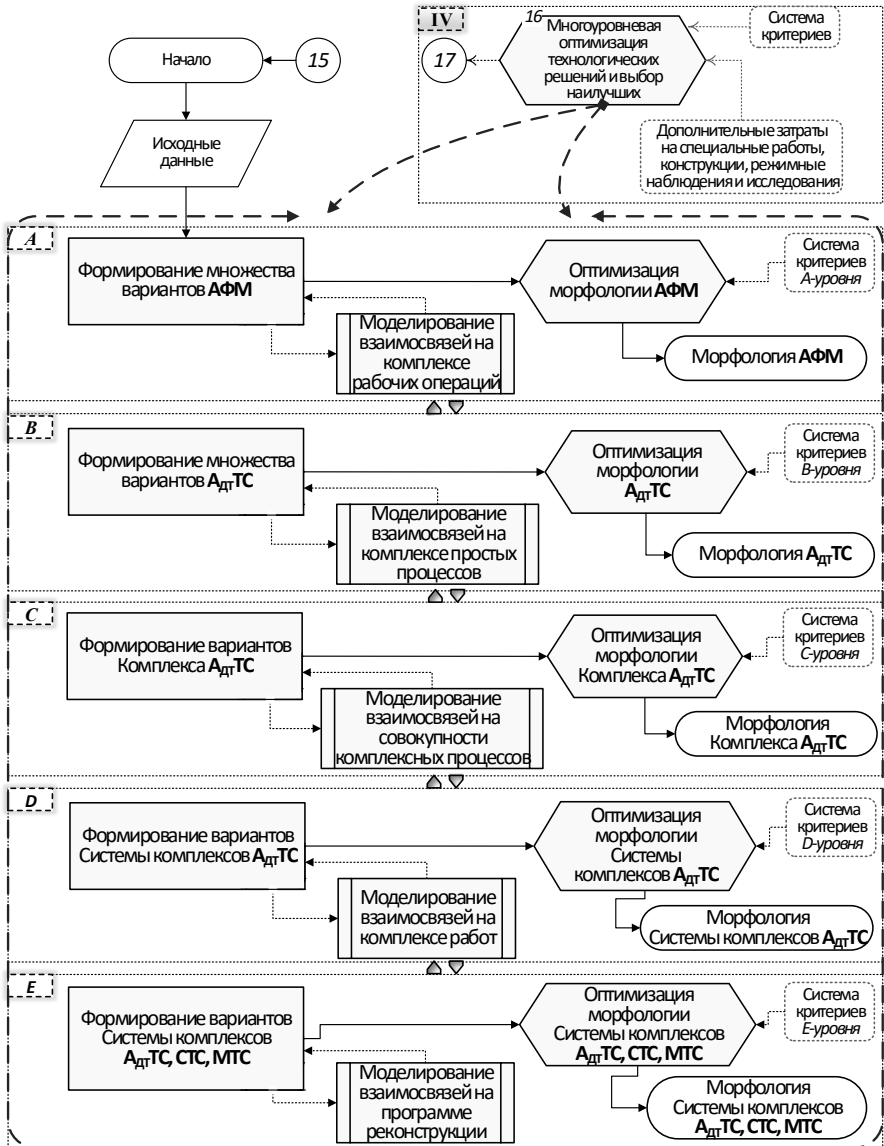 IV
16
Многоуровневая
оптимизация
технологических
решений и выбор
наилучших
Система
критериев
17
Начало
15
Исходные
данные
Дополнительные затраты
на специальные работы,
конструкции, режимные
наблюдения и исследования
A
Формирование множества
вариантов АФМ
Оптимизация
морфологии АФМ
Система
критериев
A-уровня
Моделирование
взаимосвязей на
комплексе
рабочих операций
Морфология АФМ
B
Формирование множества
вариантов АдтТС
Оптимизация
морфологии
АдтТС
Система
критериев
B-уровня
Моделирование
взаимосвязей на
комплексе простых
процессов
Морфология АдтТС
C
Формирование вариантов
Комплекса АдтТС
Оптимизация
морфологии
Комплекса АдтТС
Система
критериев
C-уровня
Моделирование
взаимосвязей на
совокупности
комплексных процессов
Морфология
Комплекса АдтТС
D
Формирование вариантов
Системы комплексов АдтТС
Оптимизация
морфологии
Системы
комплексов АдтТС
Система
критериев
D-уровня
Моделирование
взаимосвязей на
комплексе работ
Морфология
Системы комплексов АдтТС
E
Формирование вариантов
Системы комплексов
АдтТС, СТС, МТС
Оптимизация
морфологии
Системы комплексов
АдтТС, СТС, МТС
Система
критериев
E-уровня
Моделирование
взаимосвязей на
программе
реконструкции
Морфология
Системы комплексов
АдтТС, СТС, МТС